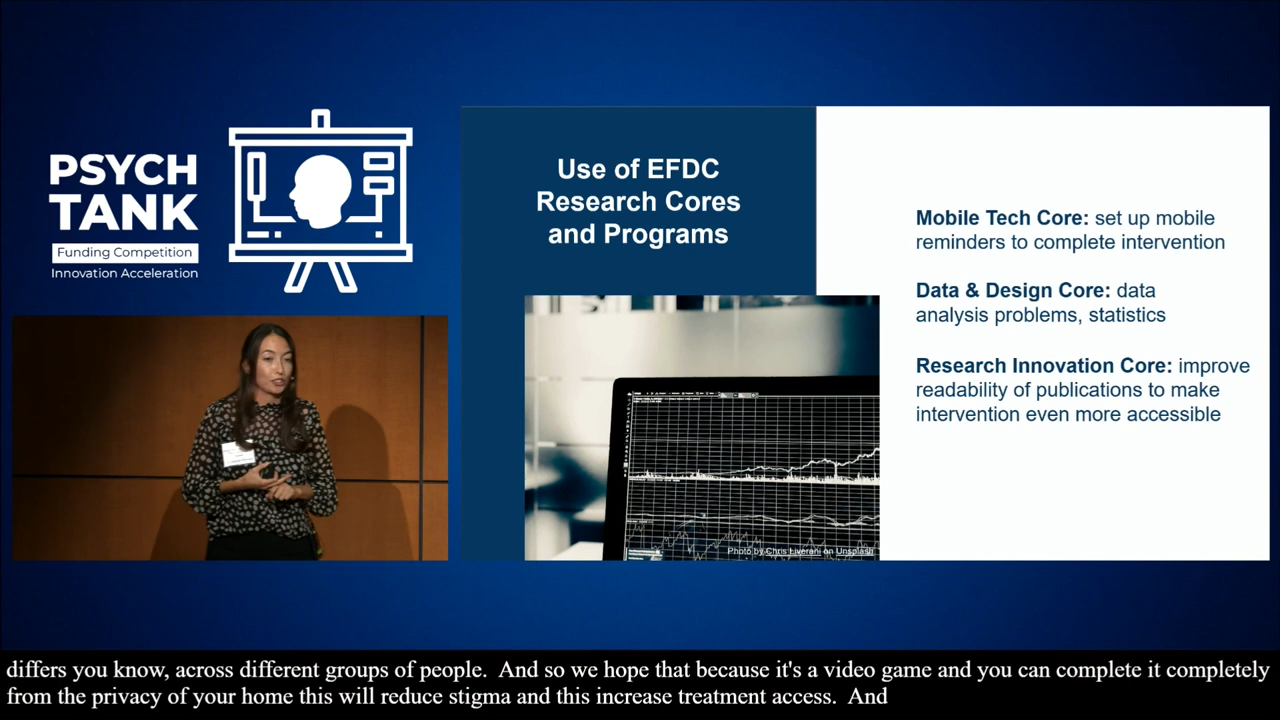 PSYCH
TANK
Funding Competition
Innovation Acceleration
Use of EFDC
Research Cores
and Programs
Mobile Tech Core: set up mobile
reminders to complete intervention
Data & Design Core: data
analysis problems, statistics
Research Innovation Core: improve
readability of publications to make
intervention even more accessible
Photo by Chris Liverani on Unsplash
differs you know, across different groups of people.  And so we hope that because it's a video game and you can complete it completely
from the privacy of your home this will reduce stigma and this increase treatment access.  And